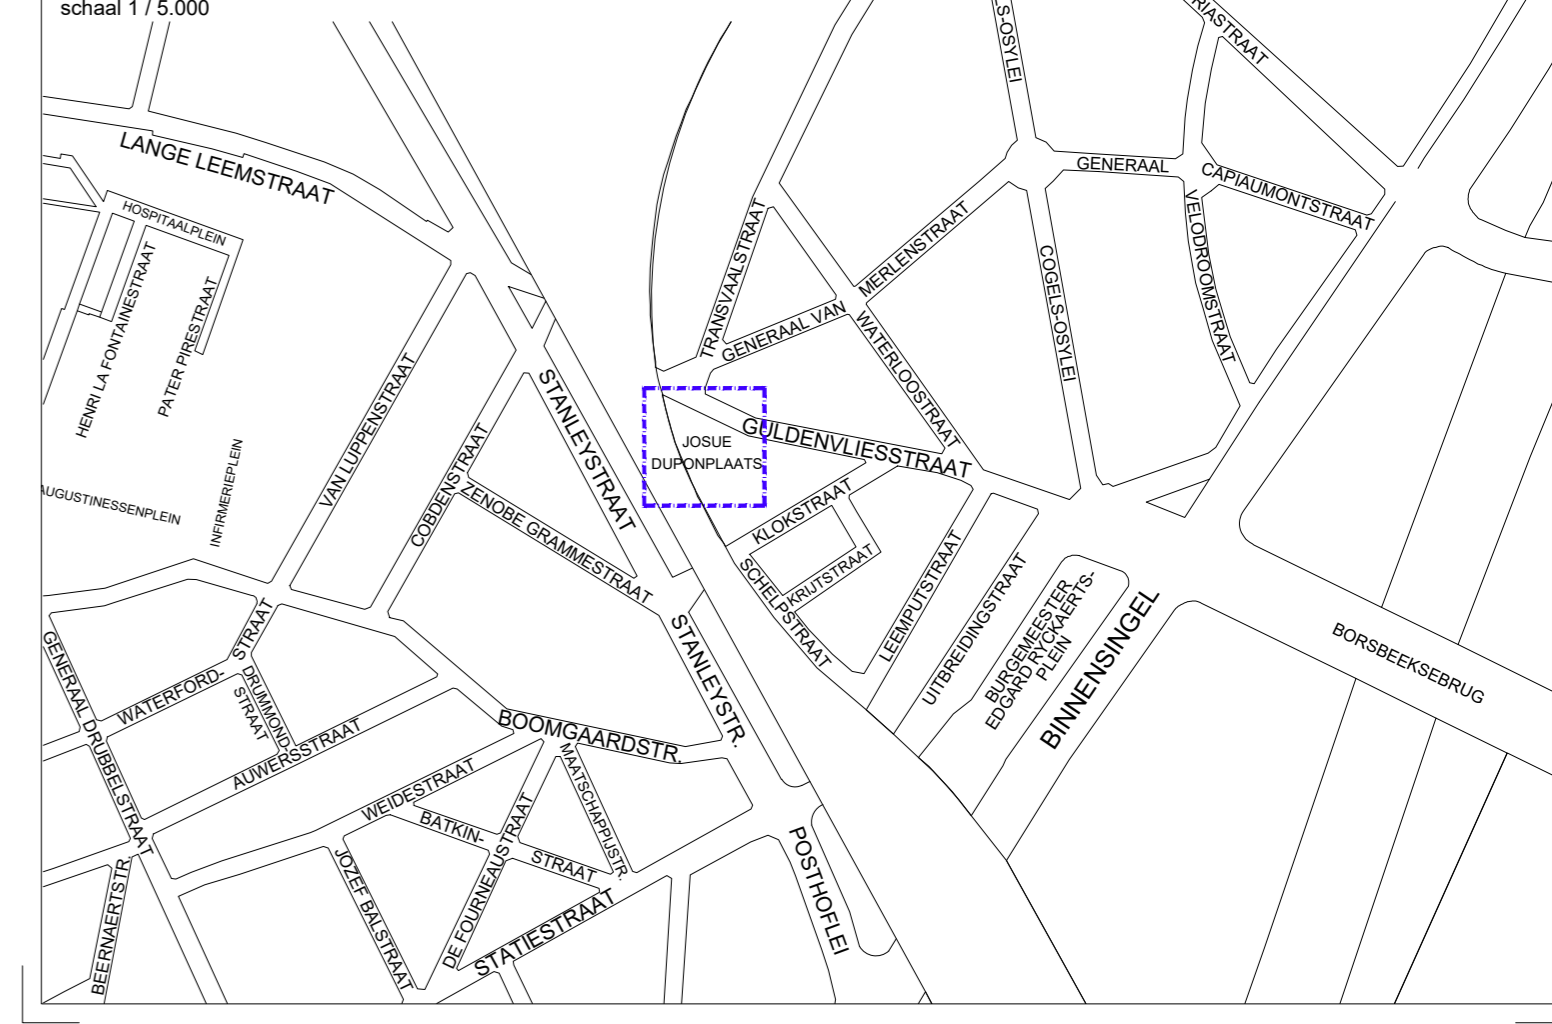 schaal 1 / 5.000
LS-OSYLEI
RIASTRAAT
LANGE LEEMSTRAAT
GENERAAL
CAPIAUMONTSTRAAT
HOSPITAALPLEIN
HENRI LA FONTAINESTRAAT
PATER PIRESTRAAT
TRANSVAALSTRAAT
MERLENSTRAAT
VELODROOMSTRAAT
COGELS-OSYLEI
GENERAAL VAN
WATERLOOSTRAAT
VAN LUPPENSTRAAT
STANLEYSTRAAT
JOSUE
DUPONPLAATS
GULDENVLIESSTRAAT
COBDENSTRAAT
AUGUSTINESSENPLEIN
INFIRMERIEPLEIN
ZENOBE GRAMMESTRAAT
KLOKSTRAAT
KRIJTSTRAAT
SCHELPSTRAAT
LEEMPUTSTRAAT
UITBREIDINGSTRAAT
BURGEMEESTER
EDGARD RYCKAERTS-
PLEIN
BINNENSINGEL
BORSBEEKSEBRUG
STANLEYSTR.
GENERAAL DRUBBELSTRAAT
WATERFORD-
STRAAT
DRUMMOND-
STRAAT
AUWERSSTRAAT
BOOMGAARDSTR.
WEIDESTRAAT
MAATSCHAPPIJSTR.
BATKIN-
STRAAT
DE FOURNEAUSTRAAT
JOZEF BALSTRAAT
BEERNAERTSTR.
STATIESTRAAT
POSTHOFLEI